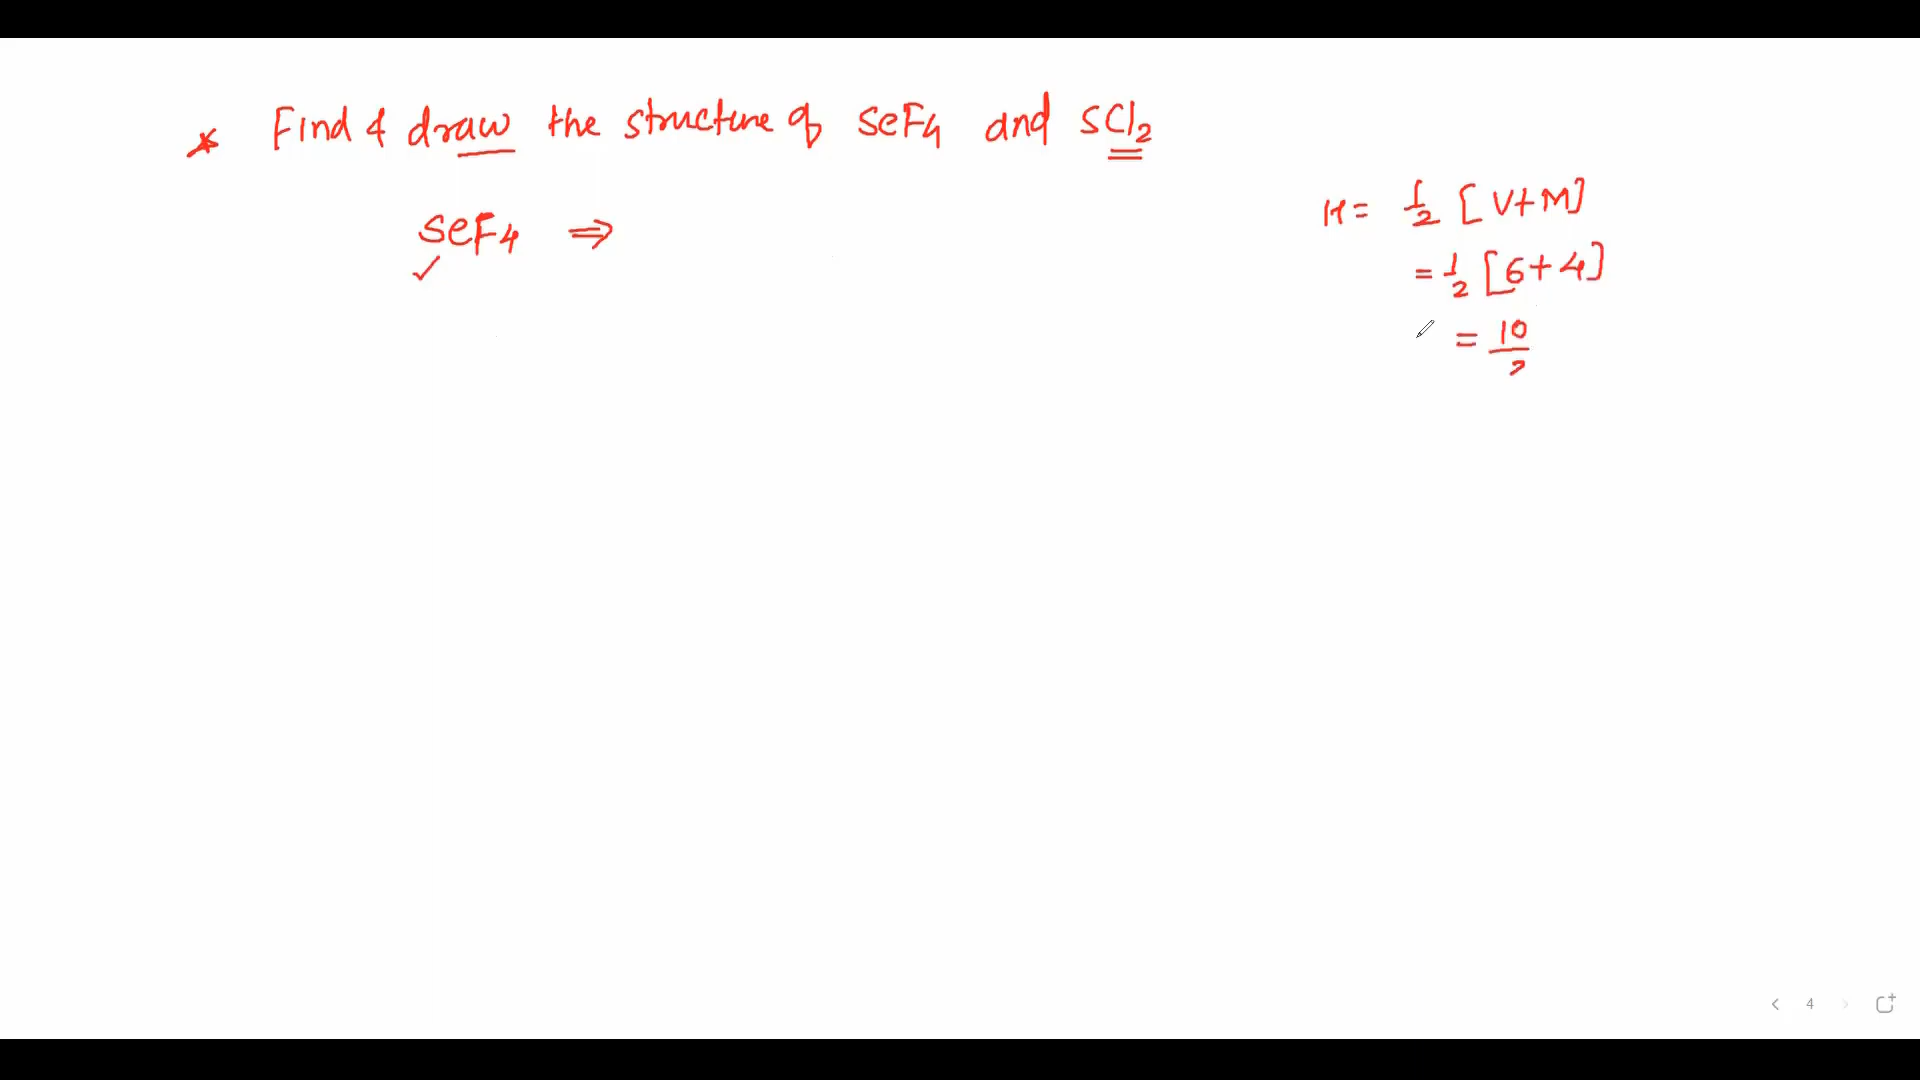 * Find & draw the structure of SeF4 and SCl2
SeF4 ⇒
✓
H = 1/2 [V+M]
= 1/2 [6+4]
= 10/2
4